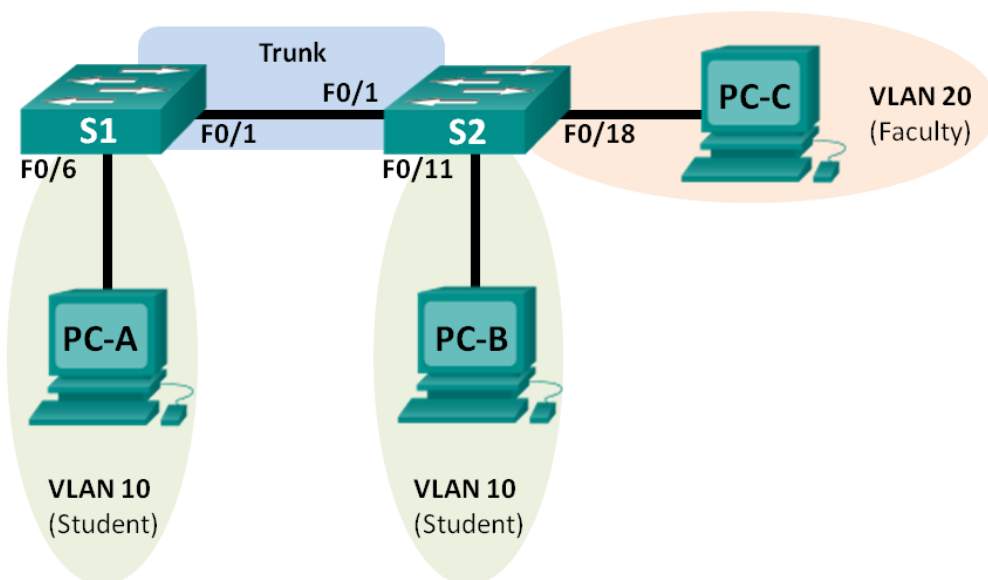 Trunk
F0/1
S1
F0/1
S2
F0/18
PC-C
VLAN 20
(Faculty)
F0/6
F0/11
PC-A
PC-B
VLAN 10
(Student)
VLAN 10
(Student)